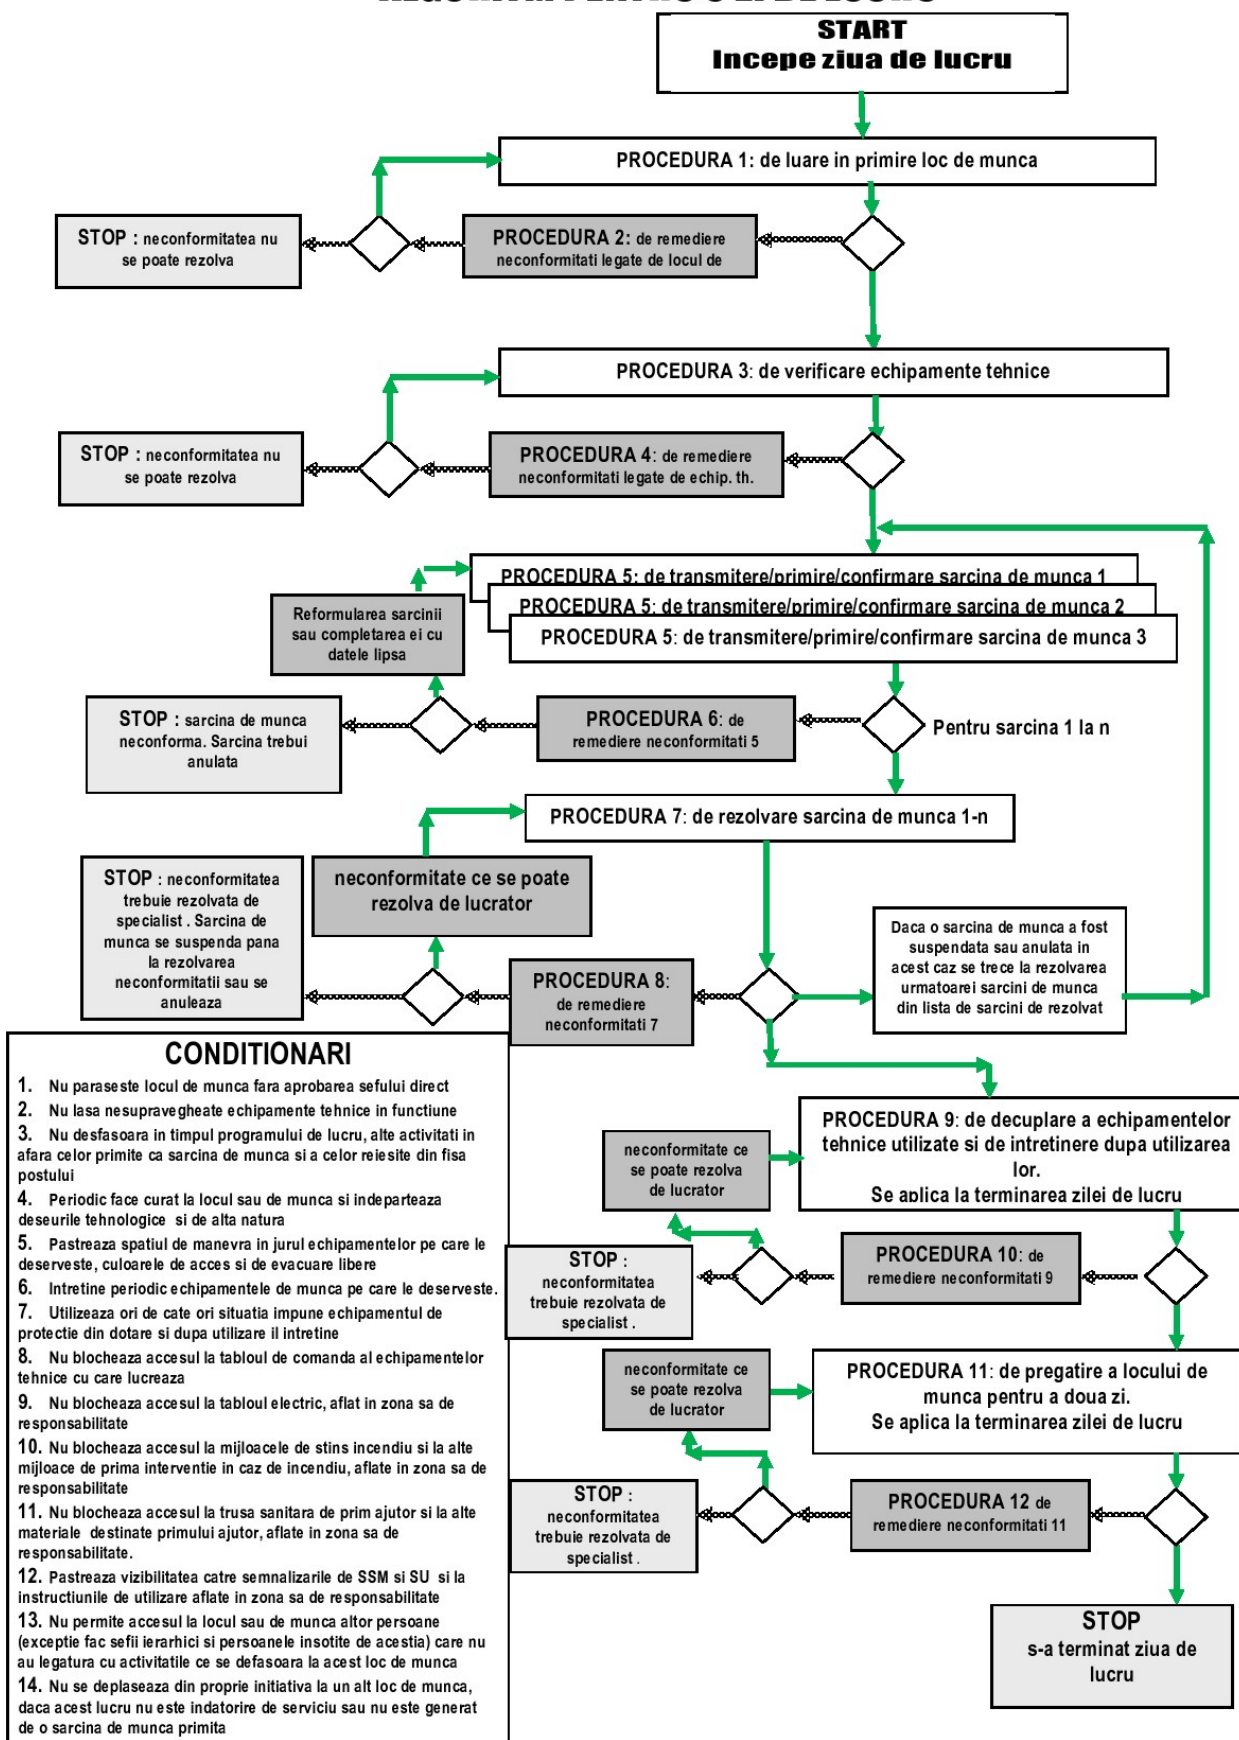 START
Incepe ziua de lucru
PROCEDURA 1: de luare in primire loc de munca
STOP : neconformitatea nu
se poate rezolva
PROCEDURA 2: de remediere
neconformitati legate de locul de
PROCEDURA 3: de verificare echipamente tehnice
STOP : neconformitatea nu
se poate rezolva
PROCEDURA 4: de remediere
neconformitati legate de echip. th.
PROCEDURA 5: de transmitere/primire/confirmare sarcina de munca 1
PROCEDURA 5: de transmitere/primire/confirmare sarcina de munca 2
PROCEDURA 5: de transmitere/primire/confirmare sarcina de munca 3
Reformularea sarcinii
sau completarea ei cu
datele lipsa
STOP : sarcina de munca
neconforma. Sarcina trebui
anulata
PROCEDURA 6: de
remediere neconformitati 5
Pentru sarcina 1 la n
PROCEDURA 7: de rezolvare sarcina de munca 1-n
STOP : neconformitatea
trebuie rezolvata de
specialist . Sarcina de
munca se suspenda pana
la rezolvarea
neconformitatii sau se
anuleaza
neconformitate ce se poate
rezolva de lucrator
PROCEDURA 8:
de remediere
neconformitati 7
Daca o sarcina de munca a fost
suspendata sau anulata in
acest caz se trece la rezolvarea
urmatoarei sarcini de munca
din lista de sarcini de rezolvat
CONDITIONARI
1. Nu paraseste locul de munca fara aprobarea sefului direct
2. Nu lasa nesupravegheate echipamente tehnice in functiune
3. Nu desfasoara in timpul programului de lucru, alte activitati in
afara celor primite ca sarcina de munca si a celor reiesite din fisa
postului
4. Periodic face curat la locul sau de munca si indeparteaza
deseurile tehnologice si de alta natura
5. Pastreaza spatiul de manevra in jurul echipamentelor pe care le
deserveste, culoarele de acces si de evacuare libere
6. Intretine periodic echipamentele de munca pe care le deserveste.
7. Utilizeaza ori de cate ori situatia impune echipamentul de
protectie din dotare si dupa utilizare il intretine
8. Nu blocheaza accesul la tabloul de comanda al echipamentelor
tehnice cu care lucreaza
9. Nu blocheaza accesul la tabloul electric, aflat in zona sa de
responsabilitate
10. Nu blocheaza accesul la mijloacele de stins incendiu si la alte
mijloace de prima interventie in caz de incendiu, aflate in zona sa de
responsabilitate
11. Nu blocheaza accesul la trusa sanitara de prim ajutor si la alte
materiale destinate primului ajutor, aflate in zona sa de
responsabilitate.
12. Pastreaza vizibilitatea catre semnalizarile de SSM si SU si la
instructiunile de utilizare aflate in zona sa de responsabilitate
13. Nu permite accesul la locul sau de munca altor persoane
(exceptie fac sefii ierarhici si persoanele insotite de acestia) care nu
au legatura cu activitatile ce se defasoara la acest loc de munca
14. Nu se deplaseaza din proprie initiativa la un alt loc de munca,
daca acest lucru nu este indatorire de serviciu sau nu este generat
de o sarcina de munca primita
PROCEDURA 9: de decuplare a echipamentelor
tehnice utilizate si de intretinere dupa utilizarea
lor.
Se aplica la terminarea zilei de lucru
neconformitate ce
se poate rezolva
de lucrator
STOP :
neconformitatea
trebuie rezolvata de
specialist .
PROCEDURA 10: de
remediere neconformitati 9
PROCEDURA 11: de pregatire a locului de
munca pentru a doua zi.
Se aplica la terminarea zilei de lucru
neconformitate ce
se poate rezolva
de lucrator
STOP :
neconformitatea
trebuie rezolvata de
specialist .
PROCEDURA 12 de
remediere neconformitati 11
STOP
s-a terminat ziua de
lucru